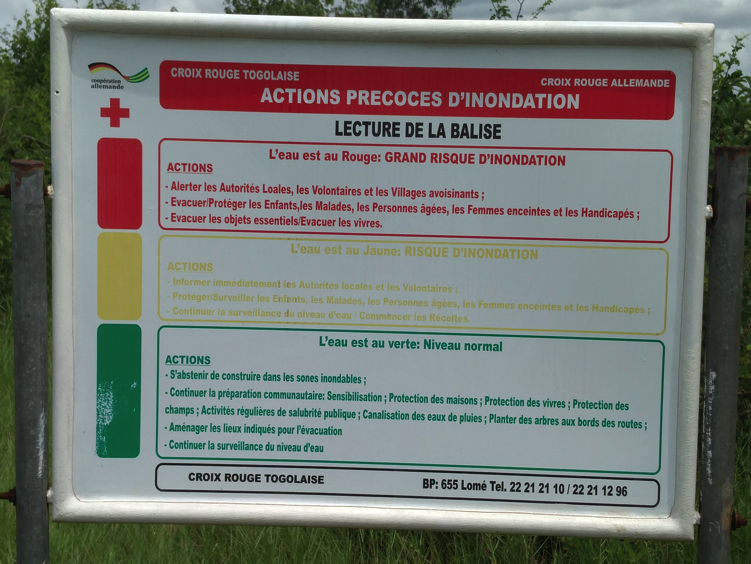 coopération
allemande
CROIX ROUGE TOGOLAISE
CROIX ROUGE ALLEMANDE
ACTIONS PRECOCES D'INONDATION
LECTURE DE LA BALISE
L'eau est au Rouge: GRAND RISQUE D'INONDATION
ACTIONS
- Alerter les Autorités Loales, les Volontaires et les Villages avoisinants ;
- Evacuer/Protéger les Enfants,les Malades, les Personnes âgées, les Femmes enceintes et les Handicapés ;
- Evacuer les objets essentiels/Evacuer les vivres.
L'eau est au Jaune: RISQUE D'INONDATION
ACTIONS
- Informer immédiatement les Autorités locales et les Volontaires ;
- Protéger/Surveiller les Enfants, les Malades, les Personnes âgées, les Femmes enceintes et les Handicapés ;
- Continuer la surveillance du niveau d'eau / Commencer les Récoltes.
L'eau est au verte: Niveau normal
ACTIONS
- S'abstenir de construire dans les sones inondables ;
- Continuer la préparation communautaire: Sensibilisation ; Protection des maisons ; Protection des vivres ; Protection des
champs ; Activités régulières de salubrité publique ; Canalisation des eaux de pluies ; Planter des arbres aux bords des routes ;
- Aménager les lieux indiqués pour l'évacuation
- Continuer la surveillance du niveau d'eau
CROIX ROUGE TOGOLAISE
BP: 655 Lomé Tel. 22 21 21 10 / 22 21 12 96